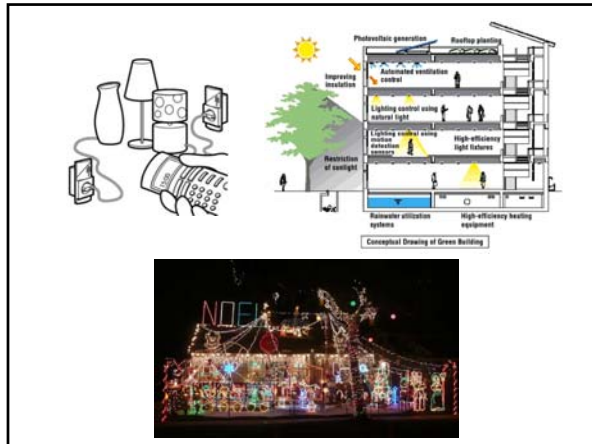 Photovoltaic generation
Rooftop planting
Improving
insulation
Automated ventilation
control
Lighting control using
natural light
Lighting control using
motion
detection
sensors
High-efficiency
light fixtures
Restriction
of sunlight
Rainwater utilization
systems
High-efficiency heating
equipment
Conceptual Drawing of Green Building
NOEL